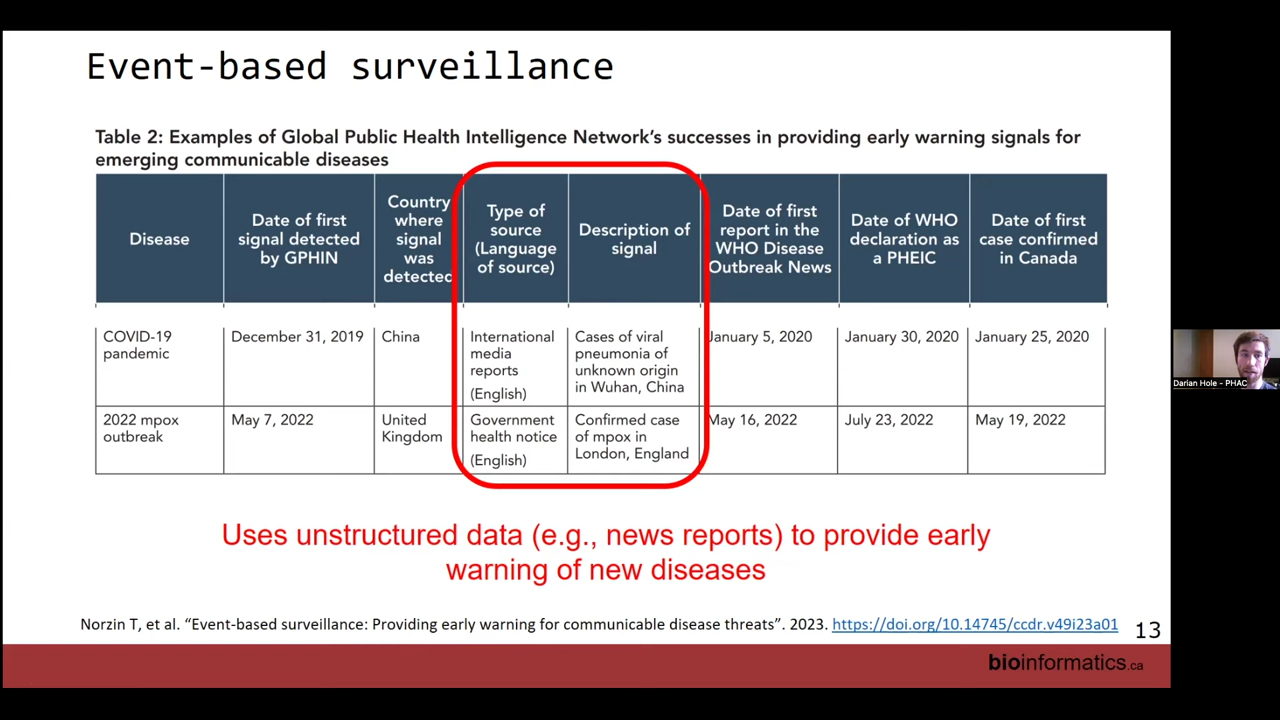 Event-based surveillance
Table 2: Examples of Global Public Health Intelligence Network's successes in providing early warning signals for
emerging communicable diseases
Disease
Date of first
signal detected
by GPHIN
Country
where
signal
was
detected
Type of
source
(Language
of source)
Description of
signal
Date of first
report in the
WHO Disease
Outbreak News
Date of WHO
declaration as
a PHEIC
Date of first
case confirmed
in Canada
COVID-19
pandemic
December 31, 2019
China
International
media
reports
(English)
Cases of viral
pneumonia of
unknown origin
in Wuhan, China
January 5, 2020
January 30, 2020
January 25, 2020
2022 mpox
outbreak
May 7, 2022
United
Kingdom
Government
health notice
(English)
Confirmed case
of mpox in
London, England
May 16, 2022
July 23, 2022
May 19, 2022
Uses unstructured data (e.g., news reports) to provide early
warning of new diseases
Norzin T, et al. “Event-based surveillance: Providing early warning for communicable disease threats”. 2023. https://doi.org/10.14745/ccdr.v49i23a01
13
bioinformatics.ca
Darian Hole - PHAC